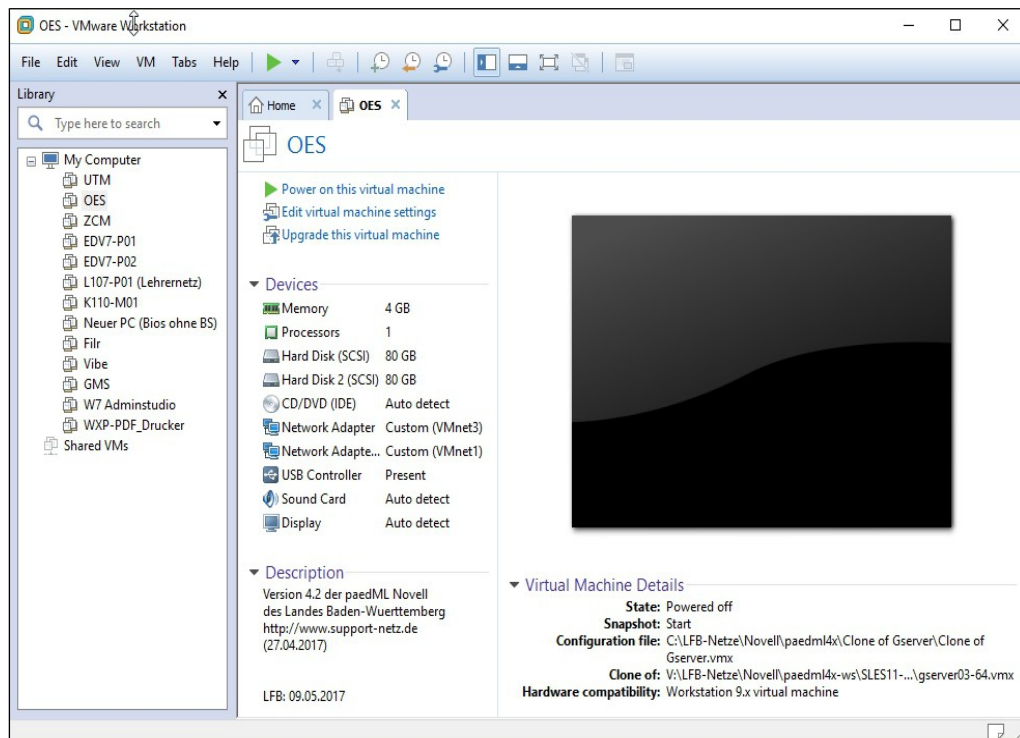 OES - VMware Workstation
File Edit View VM Tabs Help
Library
Type here to search
My Computer
UTM
OES
ZCM
EDV7-P01
EDV7-P02
L107-P01 (Lehrernetz)
K110-M01
Neuer PC (Bios ohne BS)
Filr
Vibe
GMS
W7 Adminstudio
WXP-PDF_Drucker
Shared VMs
Home
OES
OES
Power on this virtual machine
Edit virtual machine settings
Upgrade this virtual machine
Devices
Memory 4 GB
Processors 1
Hard Disk (SCSI) 80 GB
Hard Disk 2 (SCSI) 80 GB
CD/DVD (IDE) Auto detect
Network Adapter Custom (VMnet3)
Network Adapte... Custom (VMnet1)
USB Controller Present
Sound Card Auto detect
Display Auto detect
Description
Version 4.2 der paedML Novell
des Landes Baden-Wuerttemberg
http://www.support-netz.de
(27.04.2017)
LFB: 09.05.2017
Virtual Machine Details
State: Powered off
Snapshot: Start
Configuration file: C:\LFB-Netze\Novell\paedml4x\Clone of Gserver\Clone of
Gserver.vmx
Clone of: V:\LFB-Netze\Novell\paedml4x-ws\SLES11-...\gserver03-64.vmx
Hardware compatibility: Workstation 9.x virtual machine